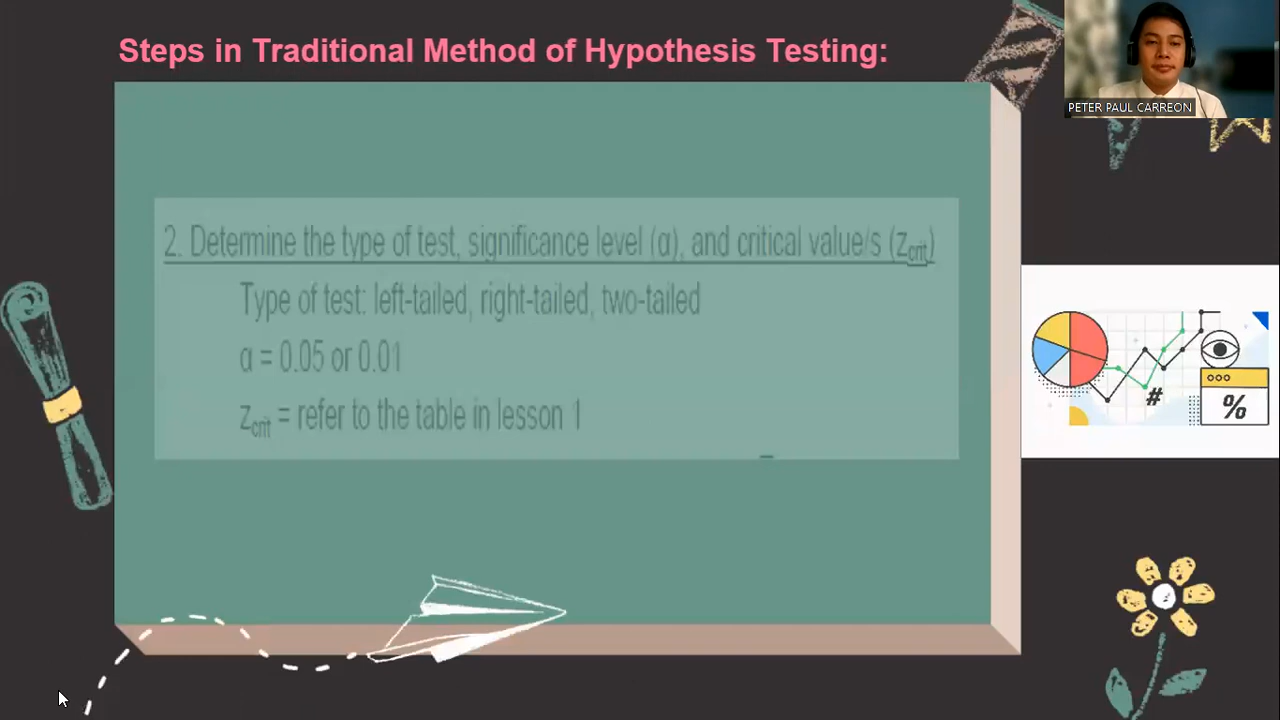 Steps in Traditional Method of Hypothesis Testing:
PETER PAUL CARREON
2. Determine the type of test, significance level (α), and critical value/s (zcrit)
Type of test: left-tailed, right-tailed, two-tailed
α = 0.05 or 0.01
zcrit = refer to the table in lesson 1
#
%